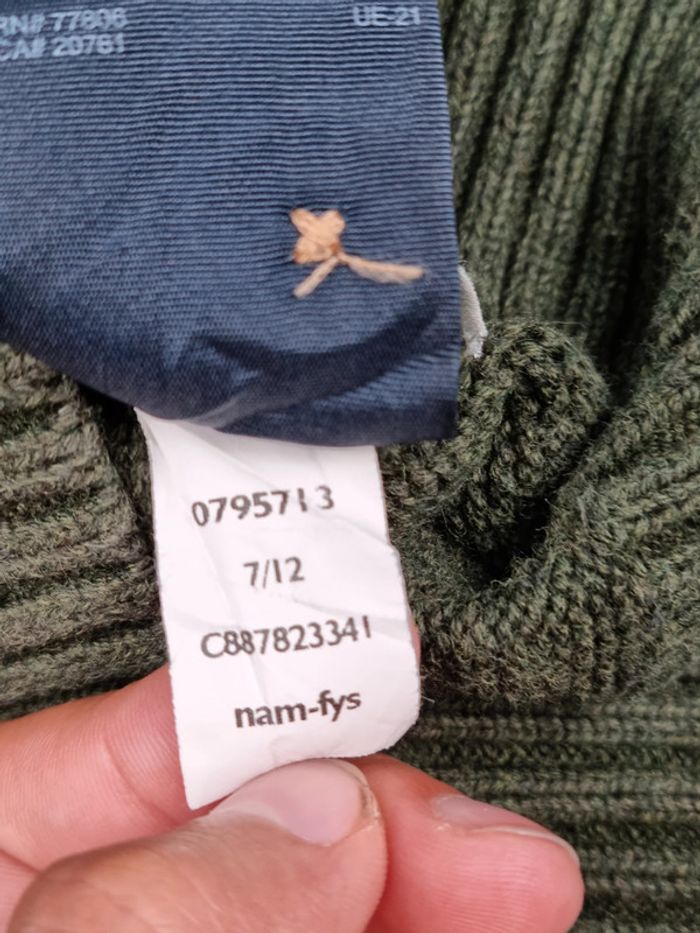 RN# 77806
UE-21
CA# 20761
0795713
7/12
C887823341
nam-fys